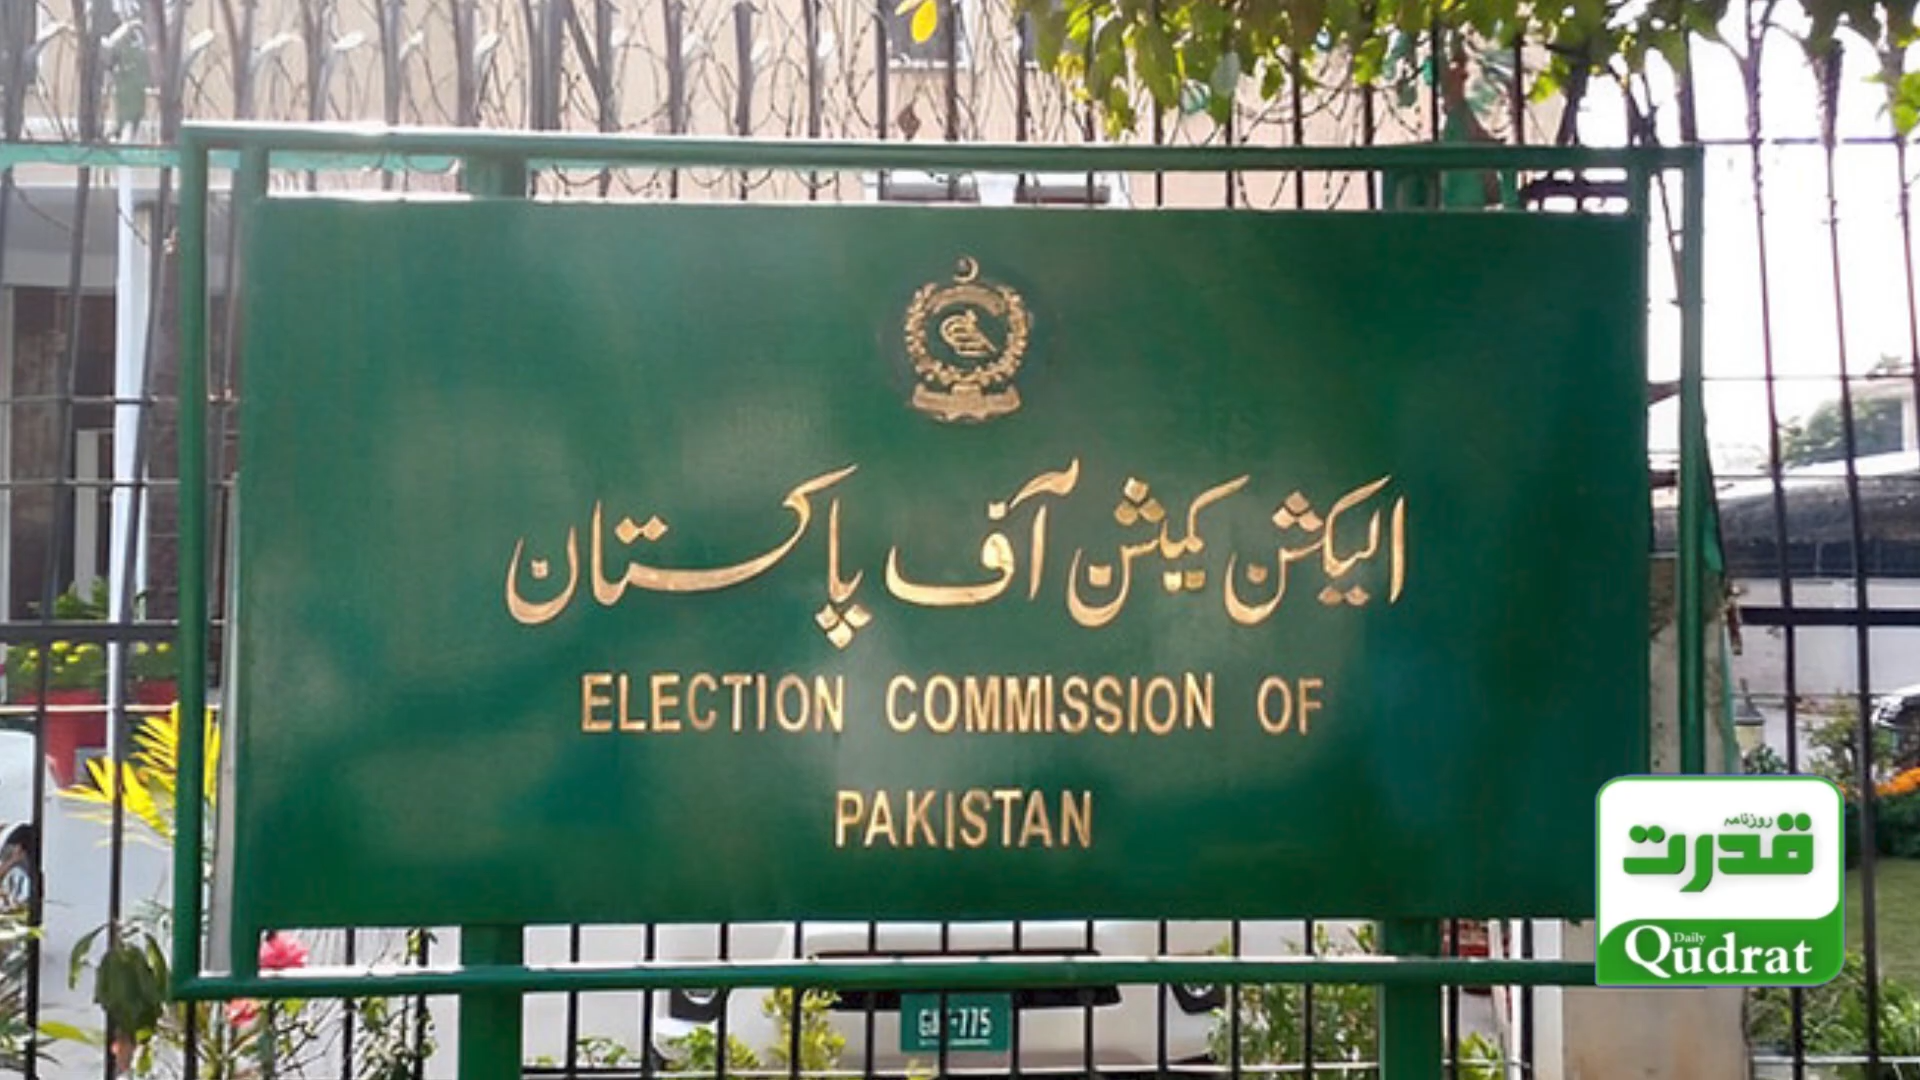 الیکشن کمیشن آف پاکستان
ELECTION COMMISSION OF
PAKISTAN
روزنامہ
قدرت
Daily
Qudrat